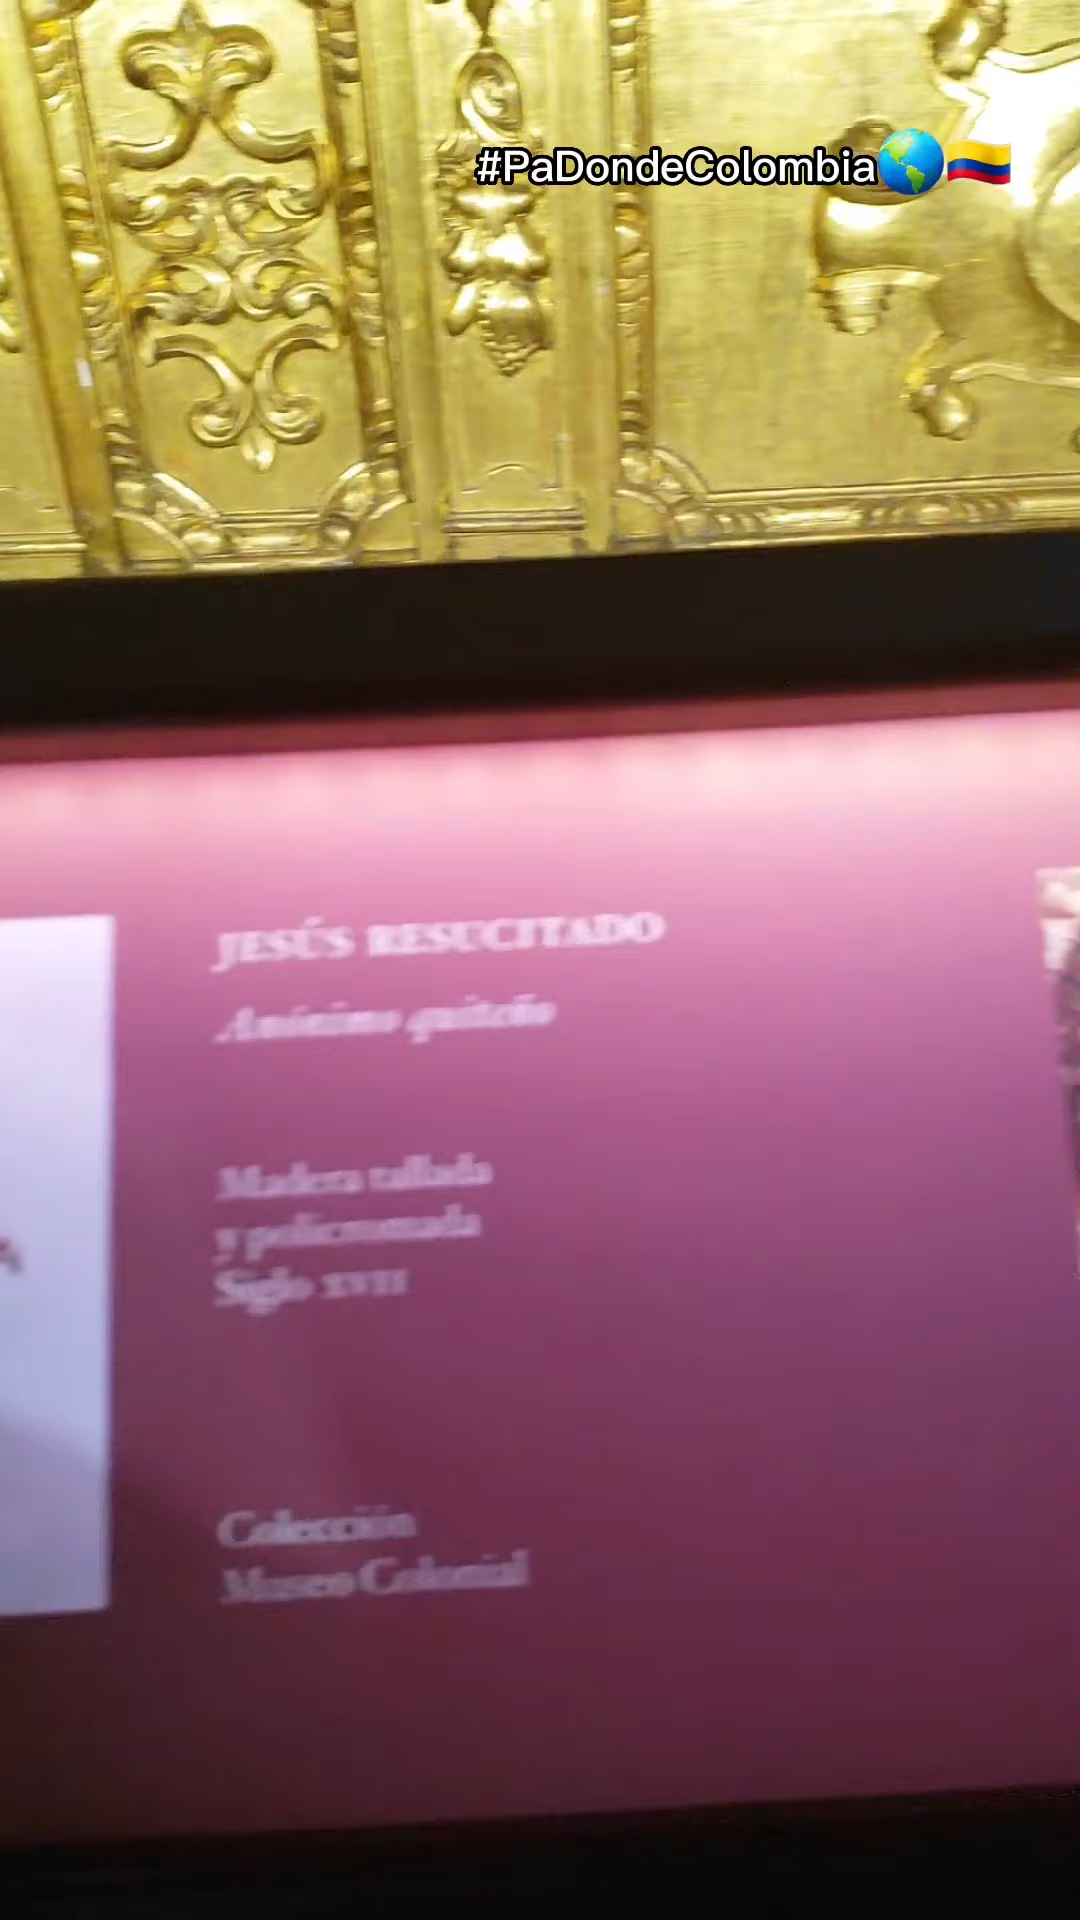 #PaDondeColombia🌎🇨🇴
JESÚS RESUCITADO
Anónimo quiteño
Madera tallada
y policromada
Siglo XVII
Colección
Museo Colonial